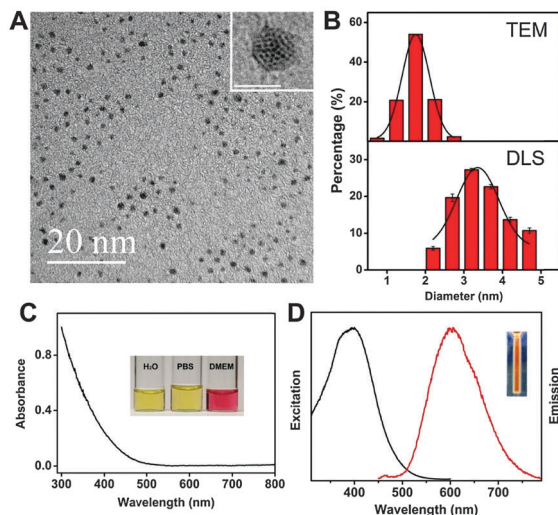 A
20 nm
B
TEM
60
40
20
DLS
30
20
10
0
Percentage (%)
1 2 3 4 5
Diameter (nm)
C
0.8
0.4
0.0
Absorbance
H₂O PBS DMEM
300 400 500 600 700 800
Wavelength (nm)
D
Excitation
Emission
400 500 600 700
Wavelength (nm)